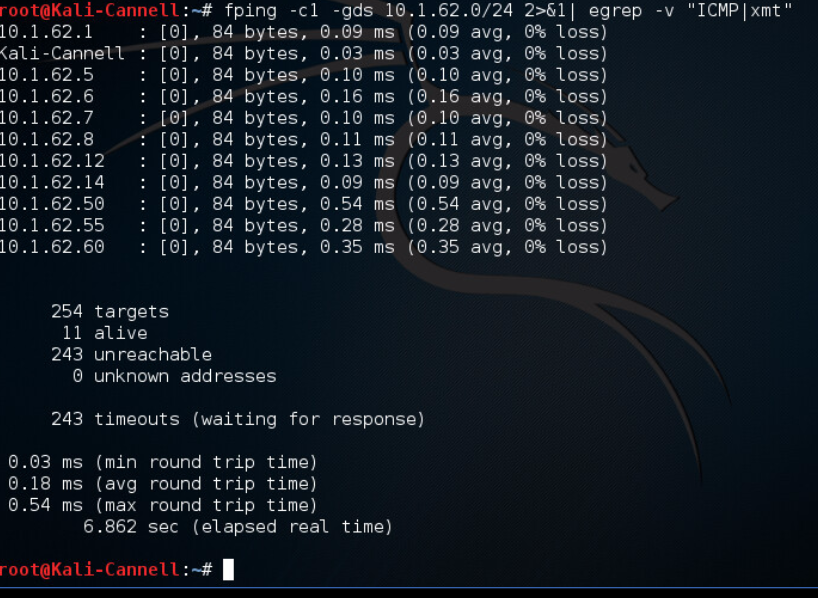 root@Kali-Cannell:~# fping -c1 -gds 10.1.62.0/24 2>&1| egrep -v "ICMP|xmt"
10.1.62.1    : [0], 84 bytes, 0.09 ms (0.09 avg, 0% loss)
Kali-Cannell : [0], 84 bytes, 0.03 ms (0.03 avg, 0% loss)
10.1.62.5    : [0], 84 bytes, 0.10 ms (0.10 avg, 0% loss)
10.1.62.6    : [0], 84 bytes, 0.16 ms (0.16 avg, 0% loss)
10.1.62.7    : [0], 84 bytes, 0.10 ms (0.10 avg, 0% loss)
10.1.62.8    : [0], 84 bytes, 0.11 ms (0.11 avg, 0% loss)
10.1.62.12   : [0], 84 bytes, 0.13 ms (0.13 avg, 0% loss)
10.1.62.14   : [0], 84 bytes, 0.09 ms (0.09 avg, 0% loss)
10.1.62.50   : [0], 84 bytes, 0.54 ms (0.54 avg, 0% loss)
10.1.62.55   : [0], 84 bytes, 0.28 ms (0.28 avg, 0% loss)
10.1.62.60   : [0], 84 bytes, 0.35 ms (0.35 avg, 0% loss)
254 targets
11 alive
243 unreachable
0 unknown addresses
243 timeouts (waiting for response)
0.03 ms (min round trip time)
0.18 ms (avg round trip time)
0.54 ms (max round trip time)
6.862 sec (elapsed real time)
root@Kali-Cannell:~#